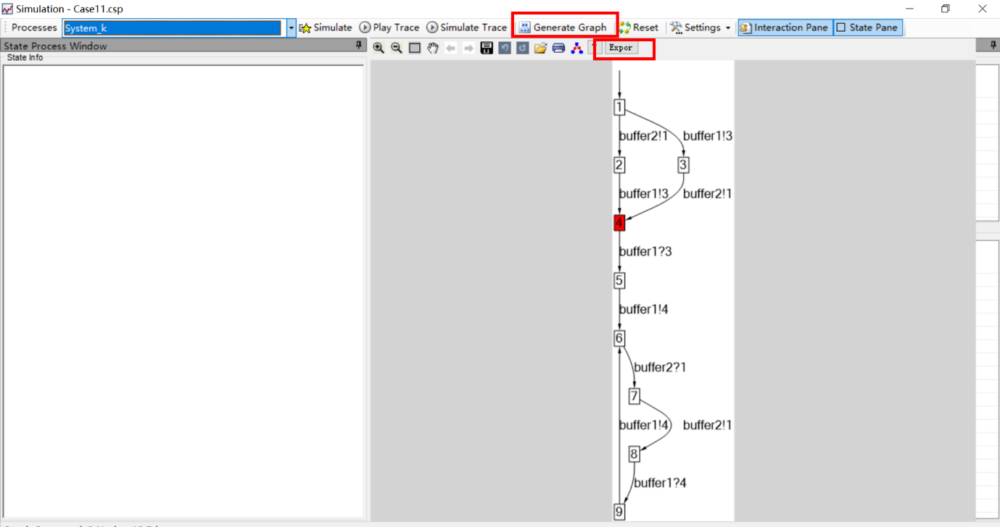 Simulation - Case11.csp
Processes System_k Simulate Play Trace Simulate Trace Generate Graph Reset Settings Interaction Pane State Pane
State Process Window
State Info
Expor
1
buffer2!1 buffer1!3
2 3
buffer1!3 buffer2!1
4
buffer1?3
5
buffer1!4
6
buffer2?1
7
buffer1!4 buffer2!1
8
buffer1?4
9